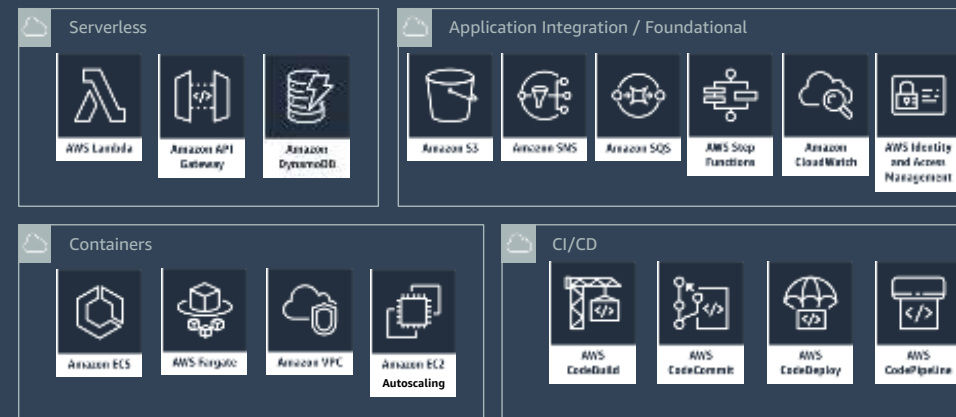 Serverless
AWS Lambda
Amazon API
Gateway
Amazon
DynamoDB
Application Integration / Foundational
Amazon S3
Amazon SNS
Amazon SQS
AWS Step
Functions
Amazon
CloudWatch
AWS Identity
and Access
Management
Containers
Amazon ECS
AWS Fargate
Amazon VPC
Amazon EC2
Autoscaling
CI/CD
AWS
CodeBuild
AWS
CodeCommit
AWS
CodeDeploy
AWS
CodePipeline